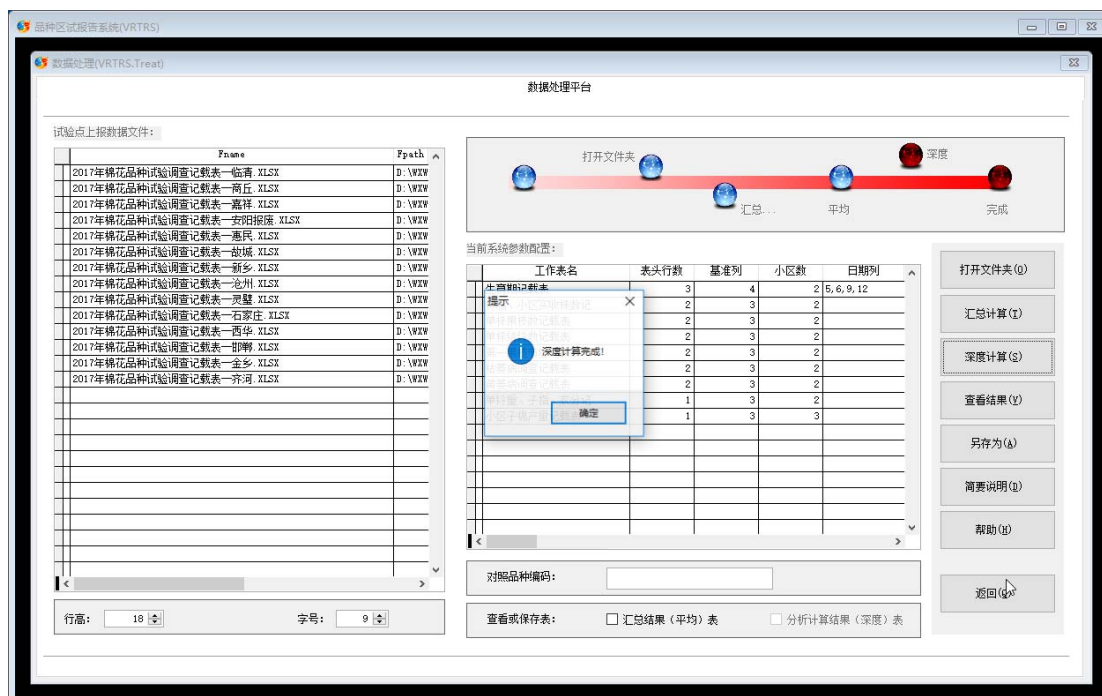 品种区试报告系统(VRTRS)
数据处理(VRTRS.Treat)
数据处理平台
试验点上报数据文件:
Fname Fpath
2017年棉花品种试验调查记载表—临清.XLSX D:\WXW
2017年棉花品种试验调查记载表—商丘.XLSX D:\WXW
2017年棉花品种试验调查记载表—嘉祥.XLSX D:\WXW
2017年棉花品种试验调查记载表—安阳报废.XLSX D:\WXW
2017年棉花品种试验调查记载表—惠民.XLSX D:\WXW
2017年棉花品种试验调查记载表—故城.XLSX D:\WXW
2017年棉花品种试验调查记载表—新乡.XLSX D:\WXW
2017年棉花品种试验调查记载表—沧州.XLSX D:\WXW
2017年棉花品种试验调查记载表—灵璧.XLSX D:\WXW
2017年棉花品种试验调查记载表—石家庄.XLSX D:\WXW
2017年棉花品种试验调查记载表—西华.XLSX D:\WXW
2017年棉花品种试验调查记载表—邯郸.XLSX D:\WXW
2017年棉花品种试验调查记载表—金乡.XLSX D:\WXW
2017年棉花品种试验调查记载表—齐河.XLSX D:\WXW
行高: 18 字号: 9
打开文件夹 深度
汇总... 平均 完成
当前系统参数配置:
工作表名 表头行数 基准列 小区数 日期列
生育期记载表 3 4 2 5,6,9,12
2 3 2
2 3 2
2 3 2
2 3 2
2 3 2
2 3 2
1 3 2
1 3 3
提示
深度计算完成!
确定
对照品种编码:
查看或保存表: 汇总结果(平均)表 分析计算结果(深度)表
打开文件夹(O)
汇总计算(I)
深度计算(S)
查看结果(V)
另存为(A)
简要说明(D)
帮助(H)
返回